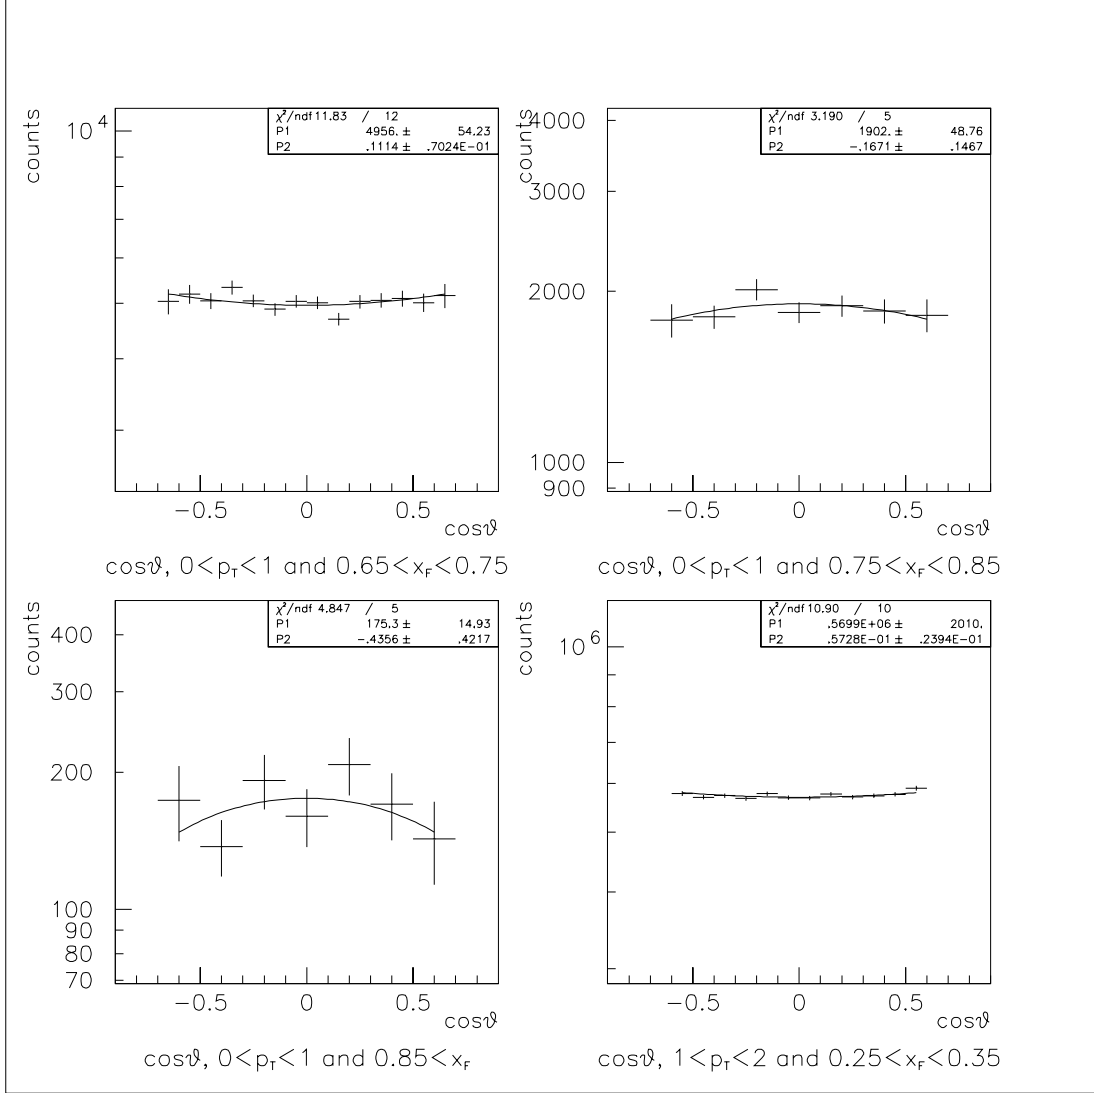 counts
10⁴
χ²/ndf 11.83 / 12
P1 4956. ± 54.23
P2 .1114 ± .7024E-01
−0.5 0 0.5
cosϑ
cosϑ, 0<p_T<1 and 0.65<x_F<0.75
counts
4000
3000
2000
1000
900
χ²/ndf 3.190 / 5
P1 1902. ± 48.76
P2 −.1671 ± .1467
−0.5 0 0.5
cosϑ
cosϑ, 0<p_T<1 and 0.75<x_F<0.85
counts
400
300
200
100
90
80
70
χ²/ndf 4.847 / 5
P1 175.3 ± 14.93
P2 −.4356 ± .4217
−0.5 0 0.5
cosϑ
cosϑ, 0<p_T<1 and 0.85<x_F
counts
10⁶
χ²/ndf 10.90 / 10
P1 .5699E+06 ± 2010.
P2 .5728E−01 ± .2394E−01
−0.5 0 0.5
cosϑ
cosϑ, 1<p_T<2 and 0.25<x_F<0.35